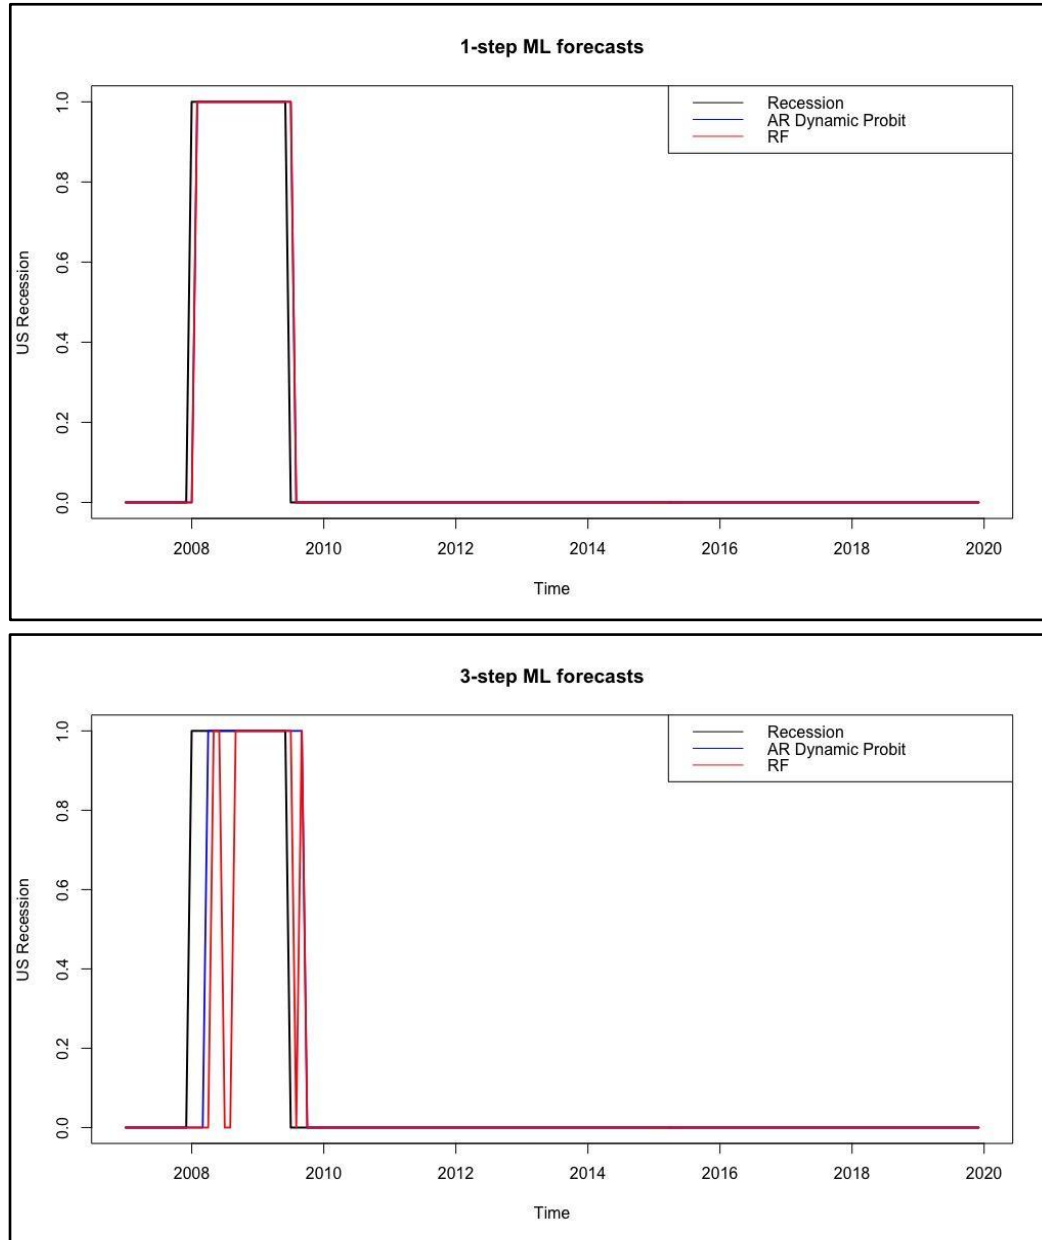 1-step ML forecasts
Recession
AR Dynamic Probit
RF
1.0
0.8
0.6
0.4
0.2
0.0
US Recession
2008 2010 2012 2014 2016 2018 2020
Time
3-step ML forecasts
Recession
AR Dynamic Probit
RF
1.0
0.8
0.6
0.4
0.2
0.0
US Recession
2008 2010 2012 2014 2016 2018 2020
Time